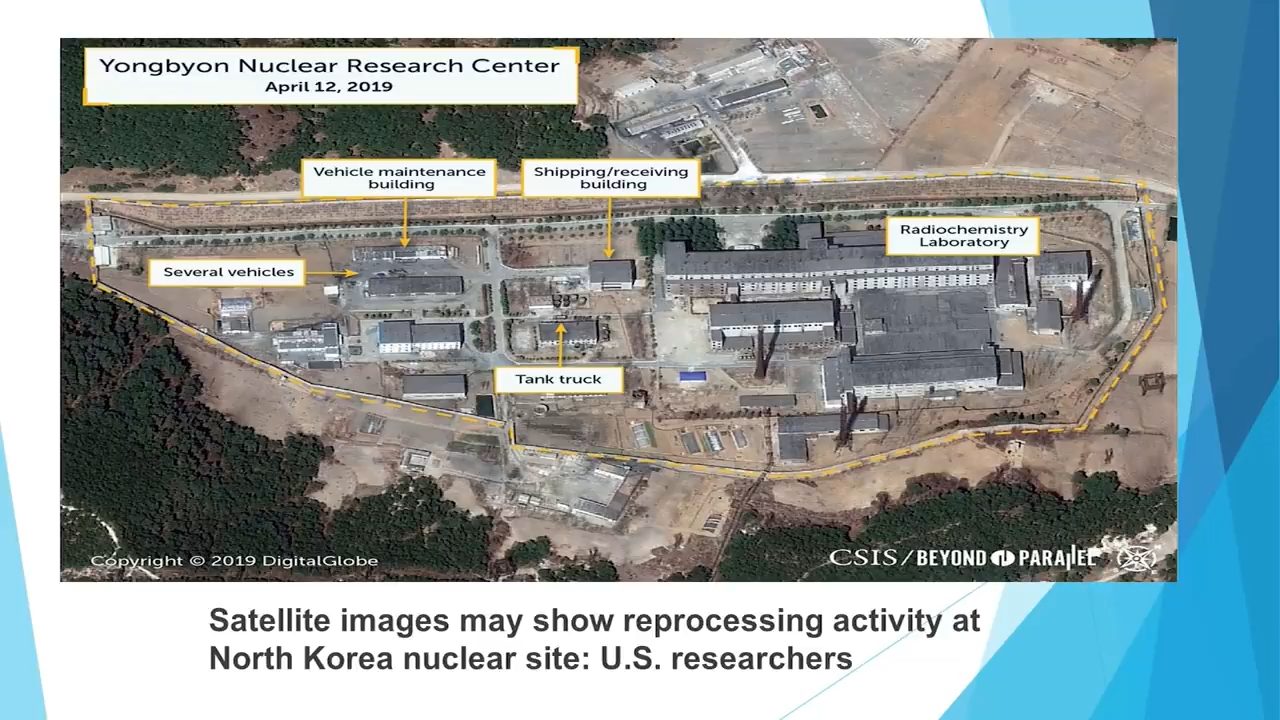 Yongbyon Nuclear Research Center
April 12, 2019
Vehicle maintenance
building
Shipping/receiving
building
Radiochemistry
Laboratory
Several vehicles
Tank truck
Copyright © 2019 DigitalGlobe
CSIS/BEYOND PARALLEL
Satellite images may show reprocessing activity at
North Korea nuclear site: U.S. researchers